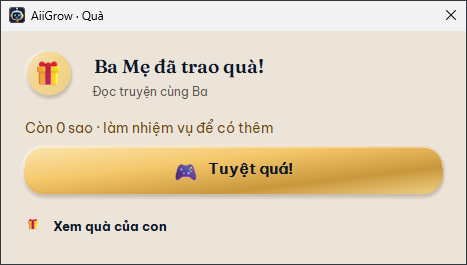 AiiGrow · Quà
Ba Mẹ đã trao quà!
Đọc truyện cùng Ba
Còn 0 sao · làm nhiệm vụ để có thêm
Tuyệt quá!
Xem quà của con